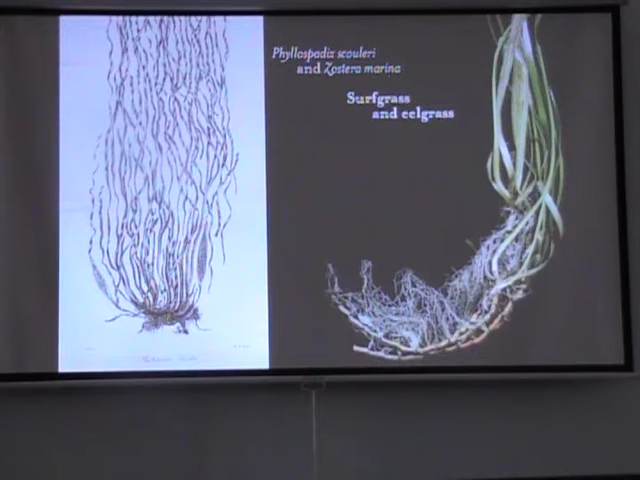 Phyllospadix scouleri
and Zostera marina
Surfgrass
and eelgrass